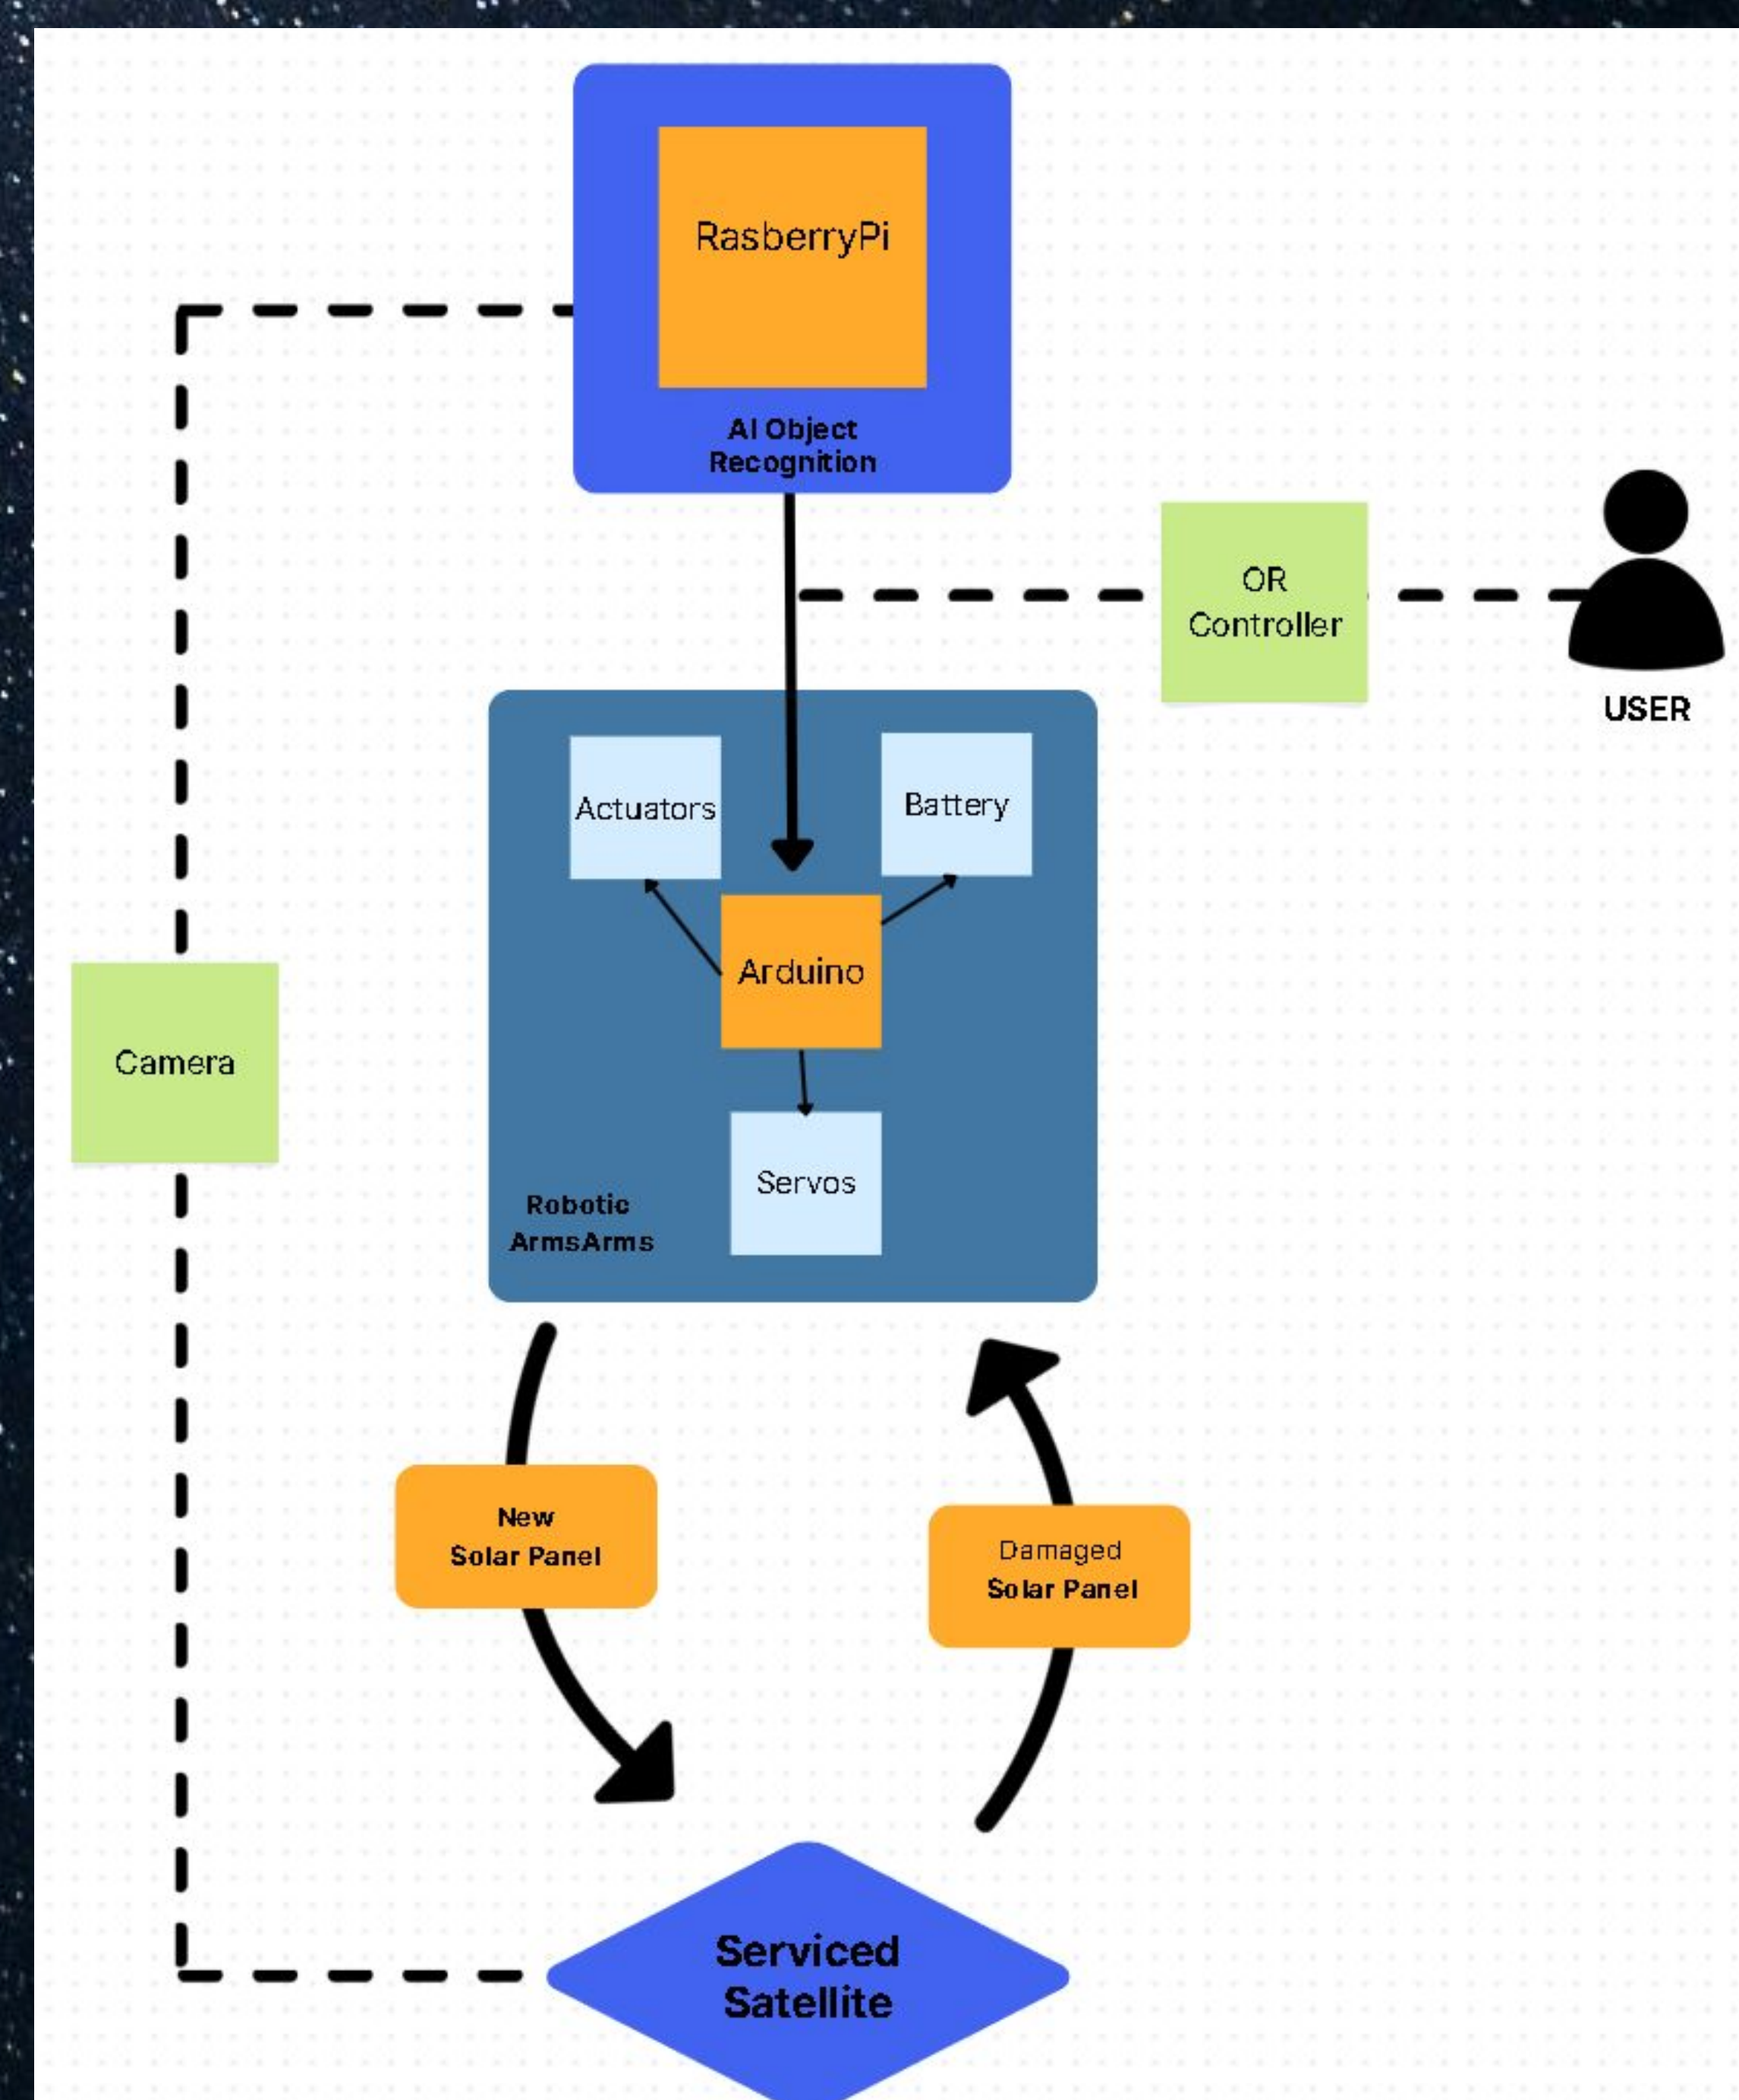 RasberryPi
AI Object
Recognition
OR
Controller
USER
Actuators
Battery
Arduino
Camera
Servos
Robotic
ArmsArms
New
Solar Panel
Damaged
Solar Panel
Serviced
Satellite